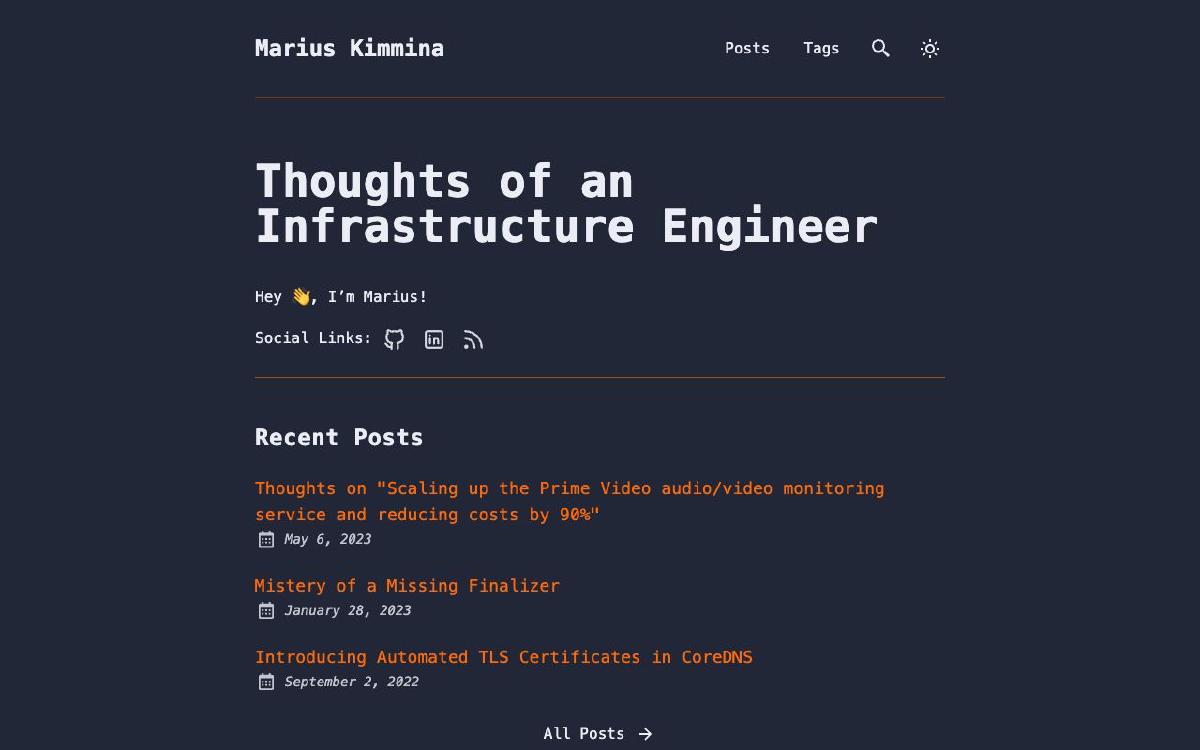 Marius Kimmina
Posts
Tags
Thoughts of an
Infrastructure Engineer
Hey 👋, I’m Marius!
Social Links:
Recent Posts
Thoughts on "Scaling up the Prime Video audio/video monitoring
service and reducing costs by 90%"
May 6, 2023
Mistery of a Missing Finalizer
January 28, 2023
Introducing Automated TLS Certificates in CoreDNS
September 2, 2022
All Posts